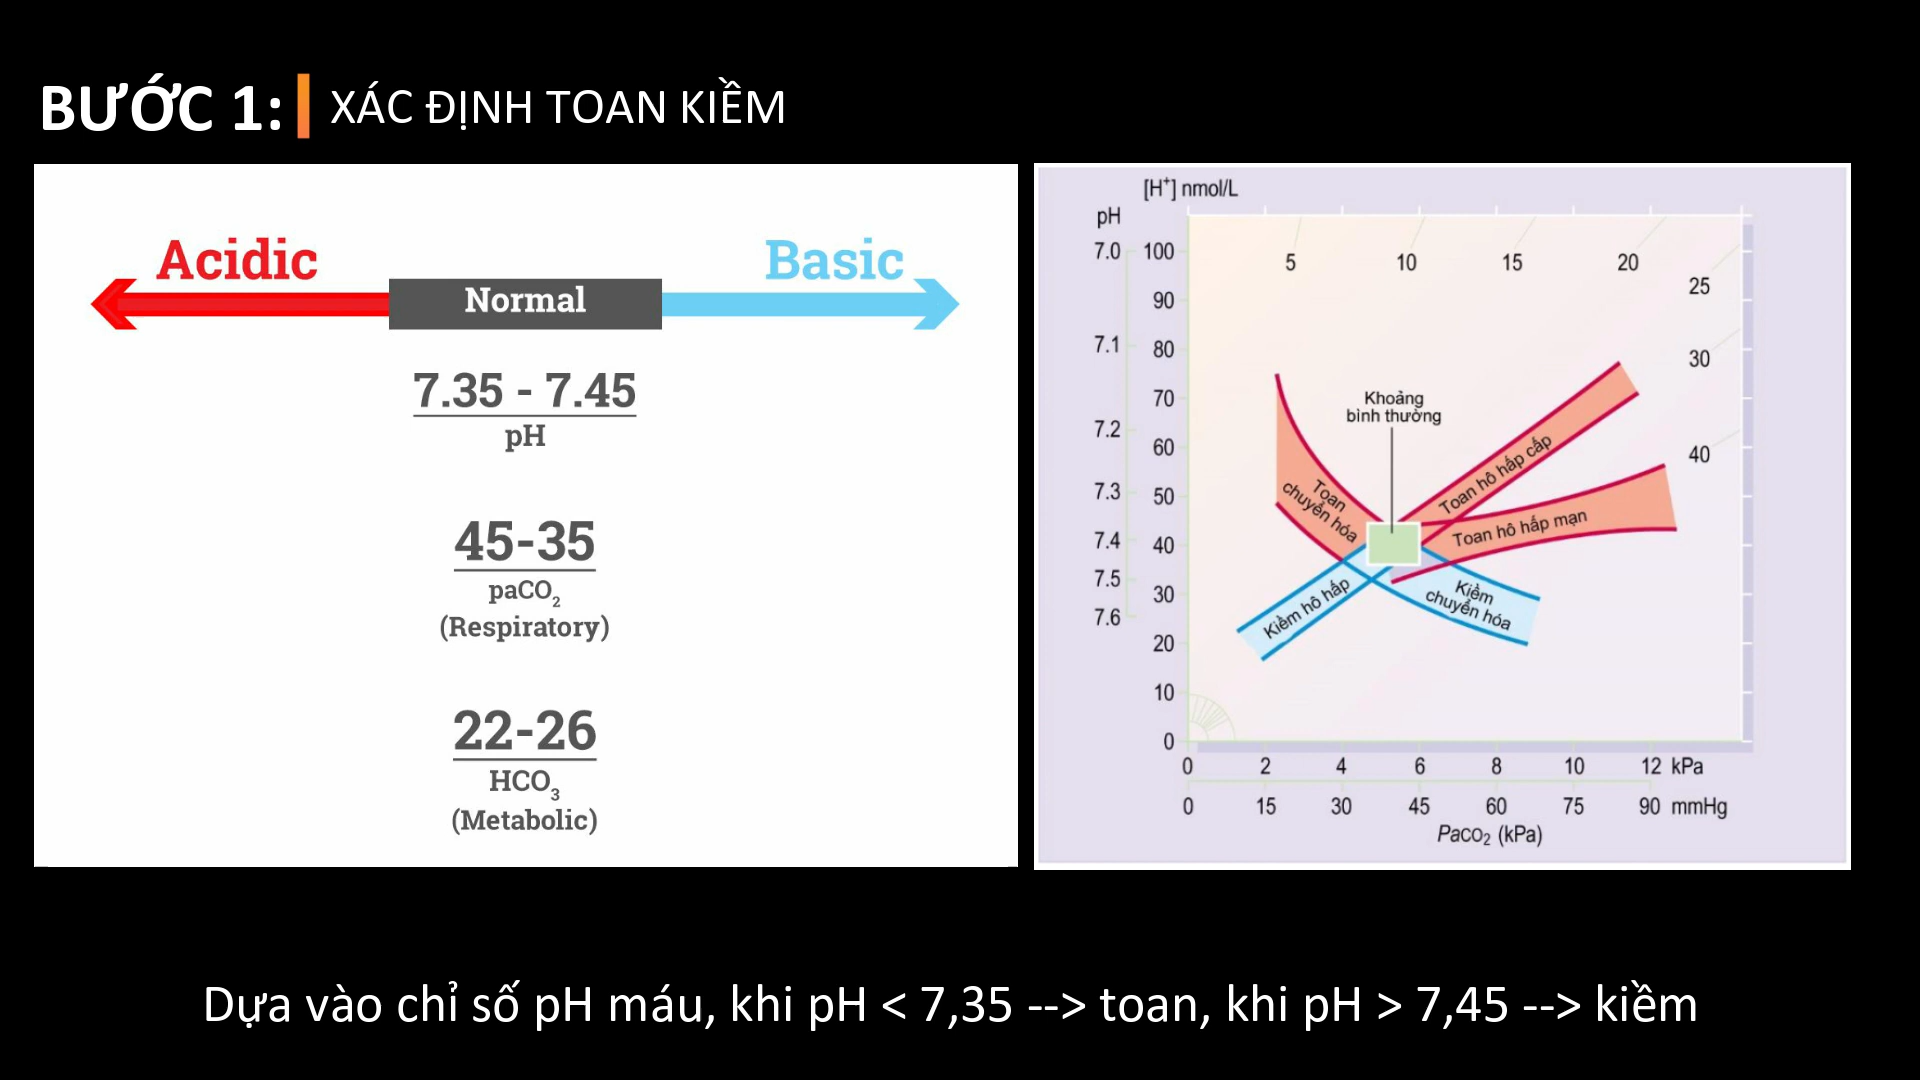 BƯỚC 1: XÁC ĐỊNH TOAN KIỀM
Acidic
Basic
Normal
7.35 - 7.45
pH
45-35
paCO₂
(Respiratory)
22-26
HCO₃
(Metabolic)
[H⁺] nmol/L
pH
7.0 100
5 10 15 20
25
90
7.1 80
30
70
Khoảng
bình thường
7.2
60
40
Toan hô hấp cấp
7.3 50
Toan
chuyển hóa
Toan hô hấp mạn
7.4 40
7.5 30
Kiềm hô hấp
Kiềm
chuyển hóa
7.6
20
10
0
0 2 4 6 8 10 12 kPa
0 15 30 45 60 75 90 mmHg
PaCO₂ (kPa)
Dựa vào chỉ số pH máu, khi pH < 7,35 --> toan, khi pH > 7,45 --> kiềm